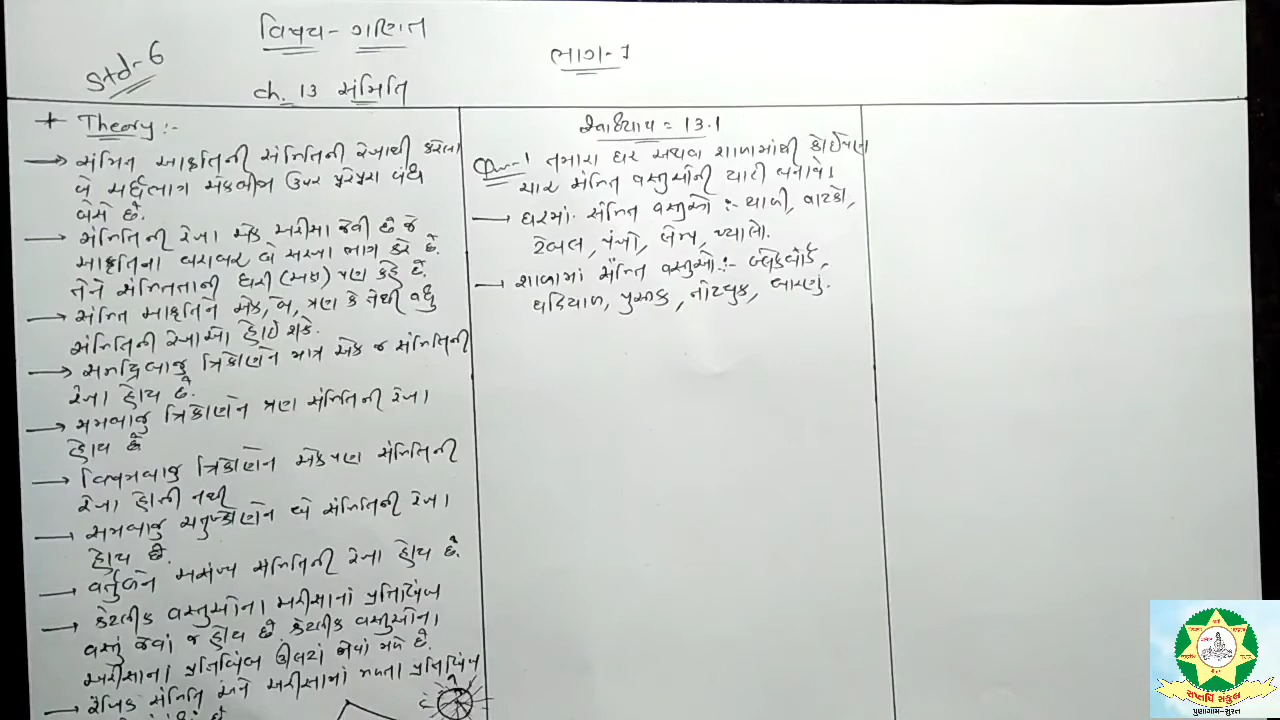 વિષય - ગણિત
Std-6
ભાગ-1
ch. 13 સંમિતિ
+ Theory :-
→ સંમિત આકૃતિની સંમિતિની રેખાથી કરેલા
બે અર્ધભાગ એકબીજા ઉપર પૂરેપૂરા બંધ
બેસે છે.
→ સંમિતિની રેખા એક અરીસા જેવી છે જે
આકૃતિના બરાબર બે સરખા ભાગ કરે છે.
તેને સંમિતતાની ધરી (અક્ષ) પણ કહે છે.
→ સંમિત આકૃતિને એક, બે, ત્રણ કે તેથી વધુ
સંમિતિની રેખાઓ હોઈ શકે.
→ સમદ્વિબાજુ ત્રિકોણને માત્ર એક જ સંમિતિની
રેખા હોય છે.
→ સમબાજુ ત્રિકોણને ત્રણ સંમિતિની રેખા
હોય છે
→ વિષમબાજુ ત્રિકોણને એકપણ સંમિતિની
રેખા હોતી નથી
→ સમબાજુ ચતુષ્કોણને બે સંમિતિની રેખા
હોય છે.
→ વર્તુળને અસંખ્ય સંમિતિની રેખા હોય છે.
→ કેટલીક વસ્તુઓના અરીસાનાં પ્રતિબિંબ
વસ્તુ જેવાં જ હોય છે. કેટલીક વસ્તુઓના
અરીસાના પ્રતિબિંબ ઊલટાં જોવા મળે છે.
→ રૈખિક સંમિતિ અને અરીસામાં મળતા પ્રતિબિંબ
સ્વાધ્યાય = 13.1
Que-1 તમારા ઘર અથવા શાળામાંથી કોઈપણ
ચાર સંમિત વસ્તુઓની યાદી બનાવો.
→ ઘરમાં સંમિત વસ્તુઓ :- થાળી, વાટકો,
ટેબલ, પંખો, લેમ્પ, પ્યાલો.
→ શાળામાં સંમિત વસ્તુઓ :- બ્લેકબોર્ડ,
ઘડિયાળ, પુસ્તક, નોટબુક, બારણું.
સપ્તર્ષિ સંકુલ
પુણાગામ-સુરત